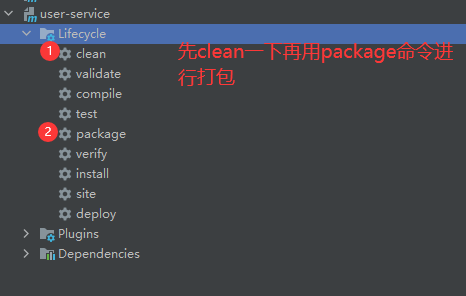 user-service
Lifecycle
1 clean
先clean一下再用package命令进
行打包
validate
compile
test
2 package
verify
install
site
deploy
Plugins
Dependencies